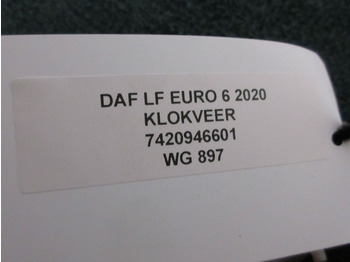 DAF LF EURO 6 2020
KLOKVEER
7420946601
WG 897